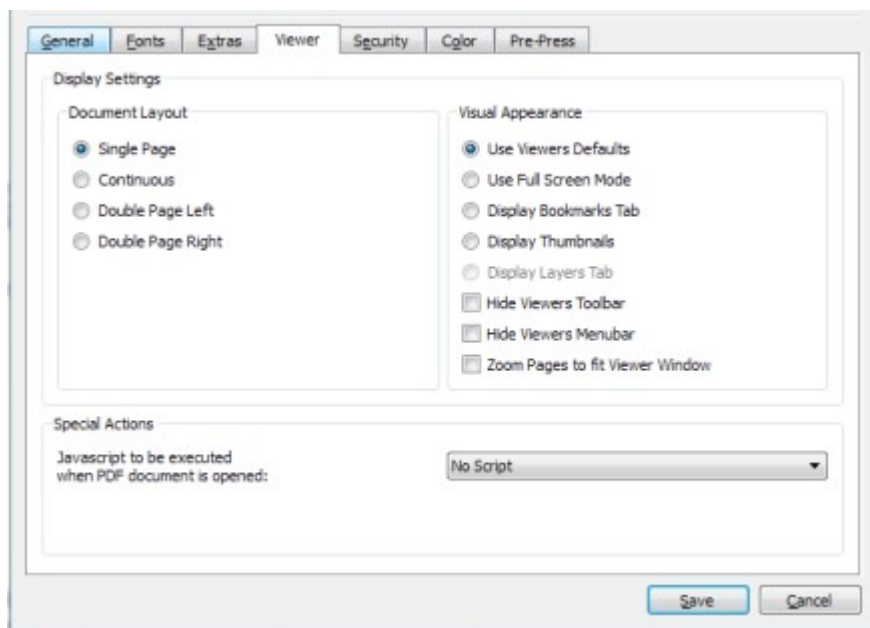 General Fonts Extras Viewer Security Color Pre-Press
Display Settings
Document Layout
Single Page
Continuous
Double Page Left
Double Page Right
Visual Appearance
Use Viewers Defaults
Use Full Screen Mode
Display Bookmarks Tab
Display Thumbnails
Display Layers Tab
Hide Viewers Toolbar
Hide Viewers Menubar
Zoom Pages to fit Viewer Window
Special Actions
Javascript to be executed
when PDF document is opened:
No Script
Save Cancel